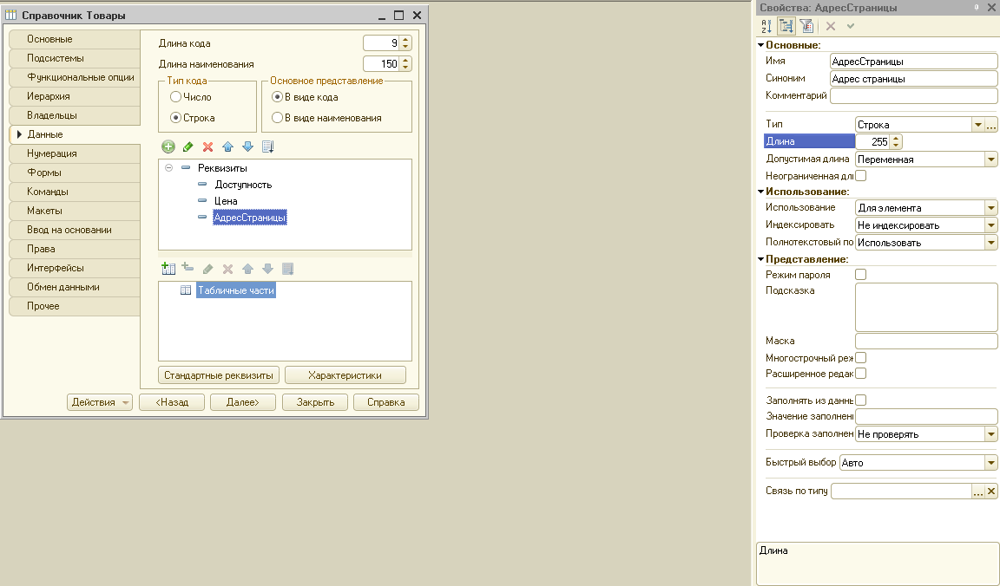 Справочник Товары
Основные
Подсистемы
Функциональные опции
Иерархия
Владельцы
Данные
Нумерация
Формы
Команды
Макеты
Ввод на основании
Права
Интерфейсы
Обмен данными
Прочее
Длина кода 9
Длина наименования 150
Тип кода
Число
Строка
Основное представление
В виде кода
В виде наименования
Реквизиты
Доступность
Цена
АдресСтраницы
Табличные части
Стандартные реквизиты Характеристики
Действия <Назад Далее> Закрыть Справка
Свойства: АдресСтраницы
Основные:
Имя АдресСтраницы
Синоним Адрес страницы
Комментарий
Тип Строка ...
Длина 255
Допустимая длина Переменная
Неограниченная дли
Использование:
Использование Для элемента
Индексировать Не индексировать
Полнотекстовый по Использовать
Представление:
Режим пароля
Подсказка
Маска
Многострочный реж
Расширенное редак
Заполнять из данны
Значение заполнени
Проверка заполнен Не проверять
Быстрый выбор Авто
Связь по типу ...
Длина